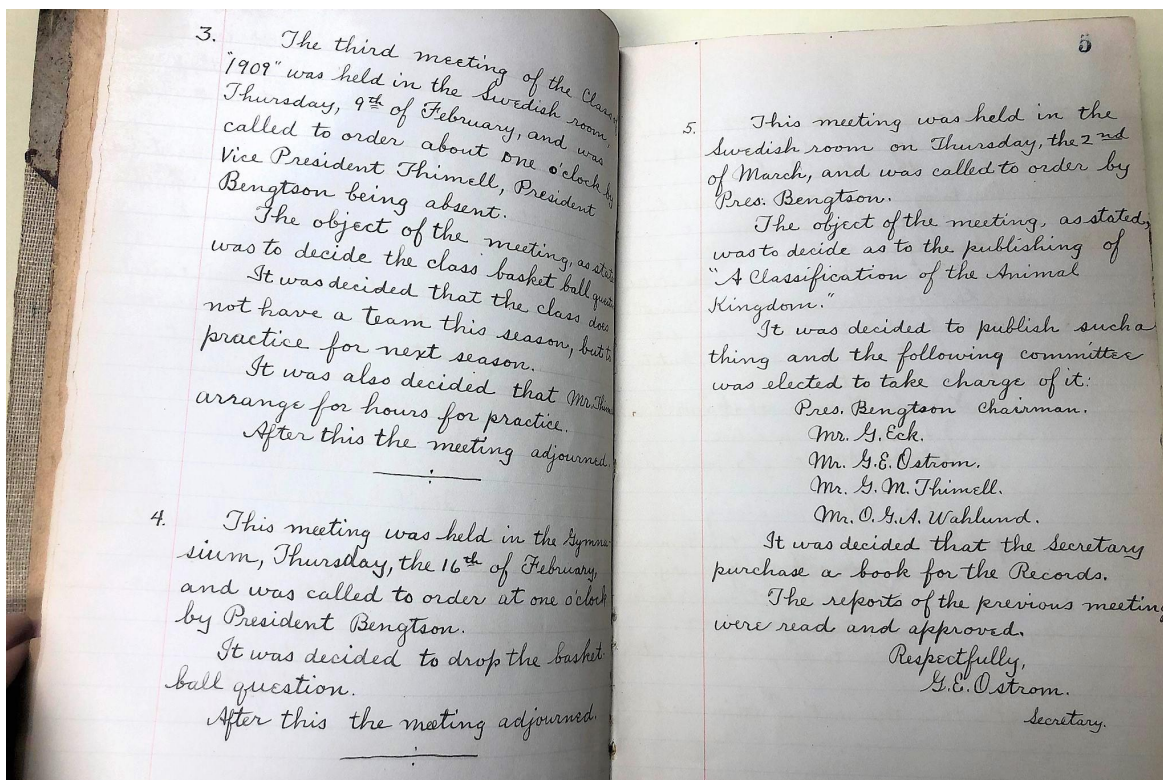 3.
The third meeting of the Class
"1909" was held in the Swedish room,
Thursday, 9th of February, and was
called to order about one o'clock by
Vice President Thimell, President
Bengtson being absent.
The object of the meeting, as
was to decide the class basket ball
It was decided that the class does
not have a team this season, but to
practice for next season.
It was also decided that Mr.
arrange for hours for practice.
After this the meeting adjourned.
4.
This meeting was held in the Gymna-
sium, Thursday, the 16th of February,
and was called to order at one o'clock
by President Bengtson.
It was decided to drop the basket-
ball question.
After this the meeting adjourned.
5
5.
This meeting was held in the
Swedish room on Thursday, the 2nd
of March, and was called to order by
Pres. Bengtson.
The object of the meeting, as stated,
was to decide as to the publishing of
"A Classification of the Animal
Kingdom."
It was decided to publish such a
thing and the following committee
was elected to take charge of it:
Pres. Bengtson Chairman.
Mr. G. Eck.
Mr. G.E. Ostrom.
Mr. G. M. Thimell.
Mr. O.G.A. Wahlund.
It was decided that the Secretary
purchase a book for the Records.
The reports of the previous meeting
were read and approved.
Respectfully,
G.E. Ostrom.
Secretary.